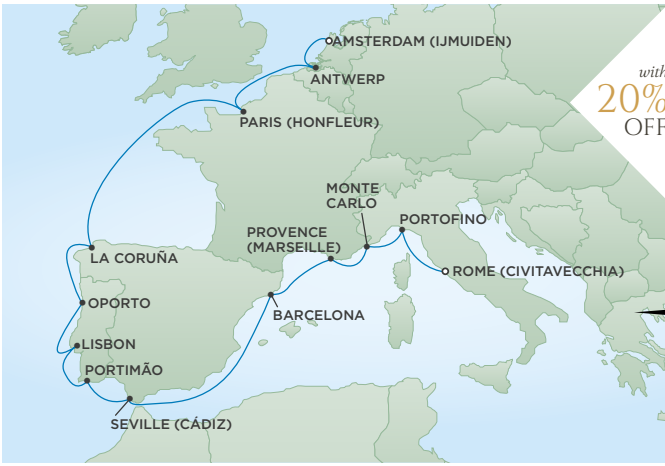 AMSTERDAM (IJMUIDEN)
ANTWERP
PARIS (HONFLEUR)
with
20%
OFF
MONTE
CARLO
PORTOFINO
PROVENCE
(MARSEILLE)
LA CORUÑA
ROME (CIVITAVECCHIA)
OPORTO
BARCELONA
LISBON
PORTIMÃO
SEVILLE (CÁDIZ)